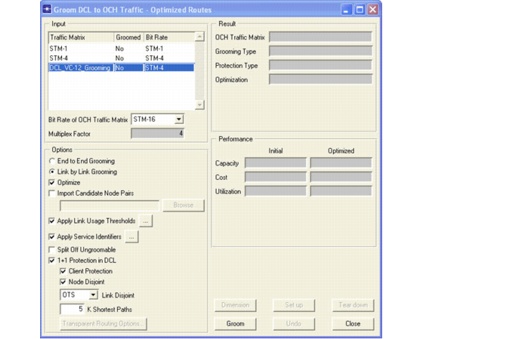 Groom DCL to OCH Traffic - Optimized Routes
Input
Traffic Matrix Groomed Bit Rate
STM-1 No STM-1
STM-4 No STM-4
DCL_VC-12_Grooming No STM-4
Bit Rate of OCH Traffic Matrix STM-16
Multiplex Factor 4
Options
End to End Grooming
Link by Link Grooming
Optimize
Import Candidate Node Pairs
Browse
Apply Link Usage Thresholds ...
Apply Service Identifiers ...
Split Off Ungroomable
1+1 Protection in DCL
Client Protection
Node Disjoint
OTS Link Disjoint
5 K Shortest Paths
Transparent Routing Options
Result
OCH Traffic Matrix
Grooming Type
Protection Type
Optimization
Performance
Initial Optimized
Capacity
Cost
Utilization
Dimension Set up Tear down
Groom Undo Close